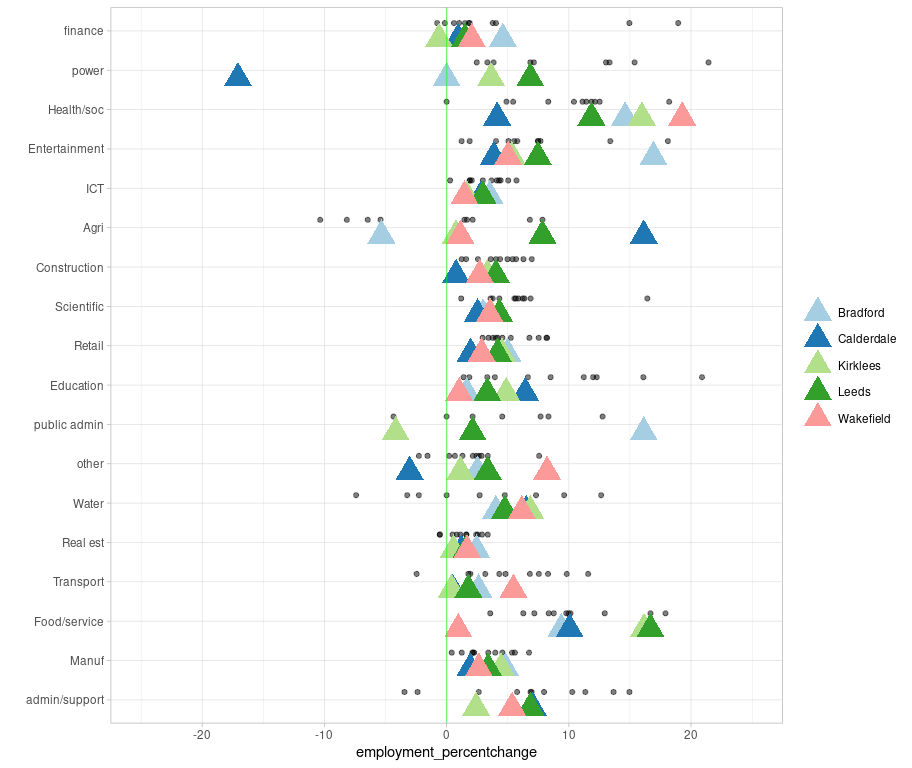 finance
power
Health/soc
Entertainment
ICT
Agri
Construction
Scientific
Retail
Education
public admin
other
Water
Real est
Transport
Food/service
Manuf
admin/support
-20 -10 0 10 20
employment_percentchange
Bradford
Calderdale
Kirklees
Leeds
Wakefield